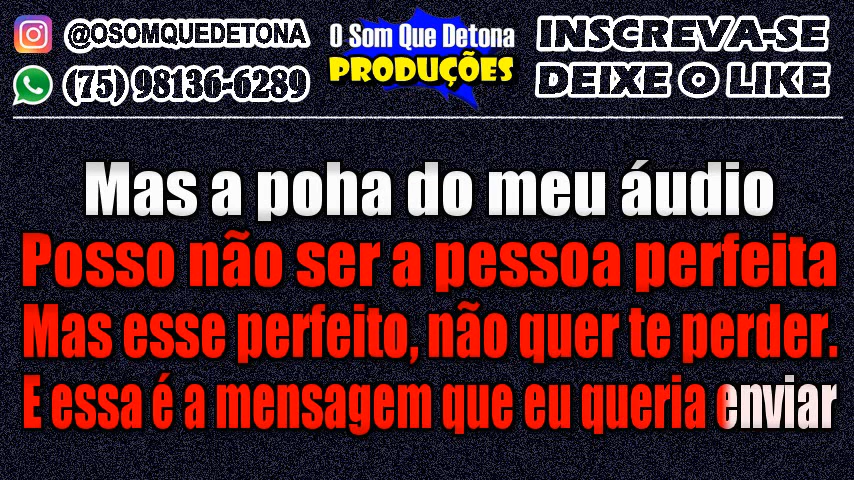 @OSOMQUEDETONA
(75) 98136-6289
O Som Que Detona
PRODUÇÕES
INSCREVA-SE
DEIXE O LIKE
Mas a poha do meu áudio
Posso não ser a pessoa perfeita
Mas esse perfeito, não quer te perder.
E essa é a mensagem que eu queria enviar